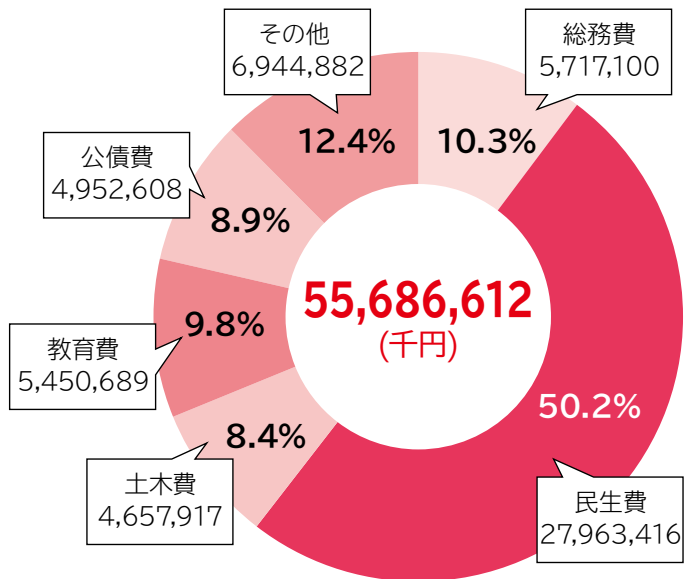 総務費
5,717,100
10.3%
民生費
27,963,416
50.2%
土木費
4,657,917
8.4%
教育費
5,450,689
9.8%
公債費
4,952,608
8.9%
その他
6,944,882
12.4%
55,686,612
(千円)